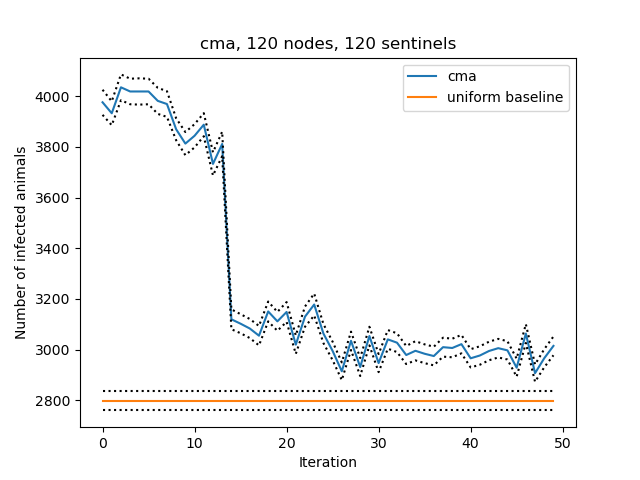 cma, 120 nodes, 120 sentinels
cma
uniform baseline
Number of infected animals
4000
3800
3600
3400
3200
3000
2800
0 10 20 30 40 50
Iteration